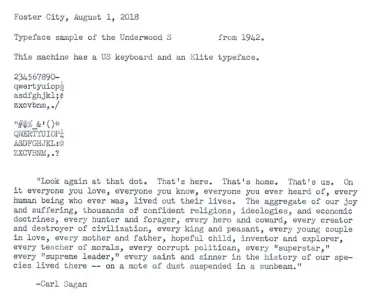 Foster City, August 1, 2018
Typeface sample of the Underwood S from 1942.
This machine has a US keyboard and an Elite typeface.
234567890-
qwertyuiop½
asdfghjkl;¢
zxcvbnm,./
"#$%_&'()*
QWERTYUIOP¼
ASDFGHJKL:@
ZXCVBNM,.?
"Look again at that dot. That's here. That's home. That's us. On
it everyone you love, everyone you know, everyone you ever heard of, every
human being who ever was, lived out their lives. The aggregate of our joy
and suffering, thousands of confident religions, ideologies, and economic
doctrines, every hunter and forager, every hero and coward, every creator
and destroyer of civilization, every king and peasant, every young couple
in love, every mother and father, hopeful child, inventor and explorer,
every teacher of morals, every corrupt politican, every "superstar,"
every "supreme leader," every saint and sinner in the history of our spe-
cies lived there -- on a mote of dust suspended in a sunbeam."
-Carl Sagan